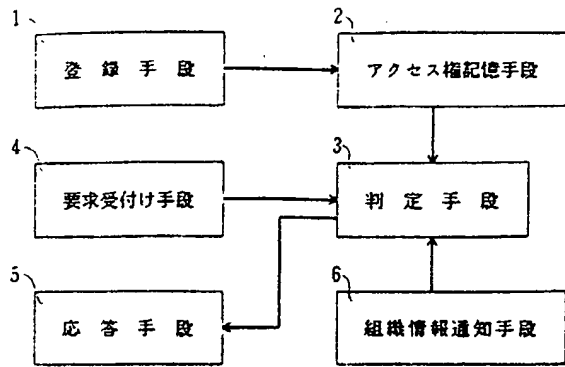 1
登録手段
2
アクセス権記憶手段
4
要求受付け手段
3
判定手段
5
応答手段
6
組織情報通知手段